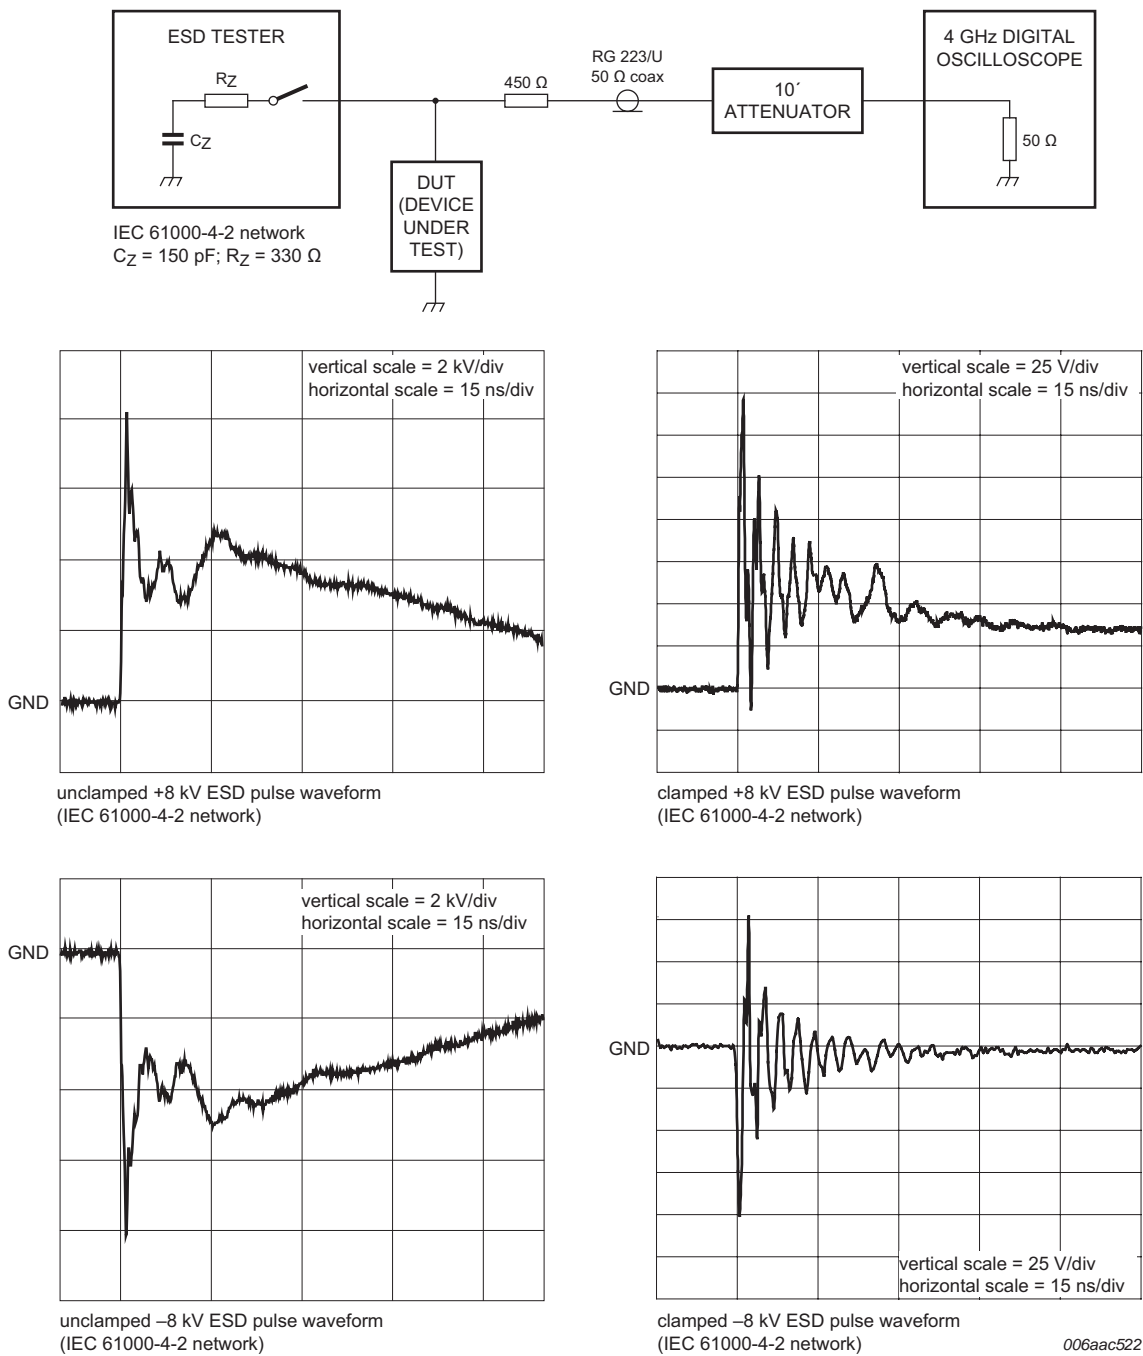 ESD TESTER
RZ
CZ
IEC 61000-4-2 network
CZ = 150 pF; RZ = 330 Ω
DUT
(DEVICE
UNDER
TEST)
450 Ω
RG 223/U
50 Ω coax
10´
ATTENUATOR
4 GHz DIGITAL
OSCILLOSCOPE
50 Ω
vertical scale = 2 kV/div
horizontal scale = 15 ns/div
GND
unclamped +8 kV ESD pulse waveform
(IEC 61000-4-2 network)
vertical scale = 25 V/div
horizontal scale = 15 ns/div
GND
clamped +8 kV ESD pulse waveform
(IEC 61000-4-2 network)
vertical scale = 2 kV/div
horizontal scale = 15 ns/div
GND
unclamped –8 kV ESD pulse waveform
(IEC 61000-4-2 network)
GND
vertical scale = 25 V/div
horizontal scale = 15 ns/div
clamped –8 kV ESD pulse waveform
(IEC 61000-4-2 network)
006aac522